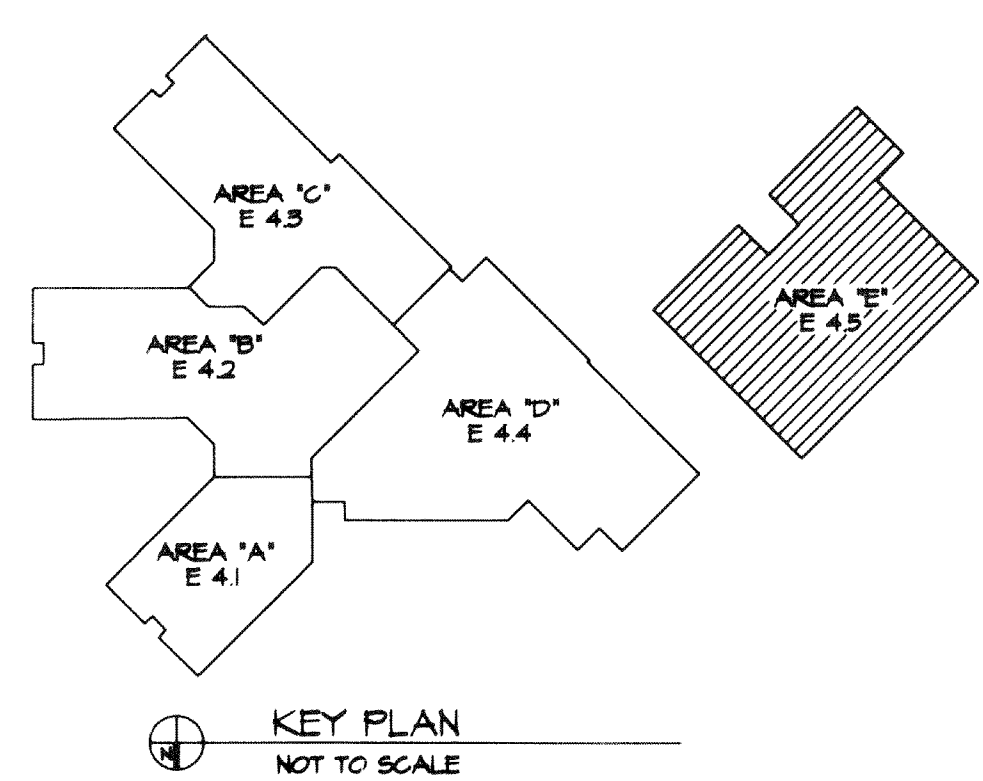 AREA "C"
E 4.3
AREA "E"
E 4.5
AREA "B"
E 4.2
AREA "D"
E 4.4
AREA "A"
E 4.1
N
KEY PLAN
NOT TO SCALE